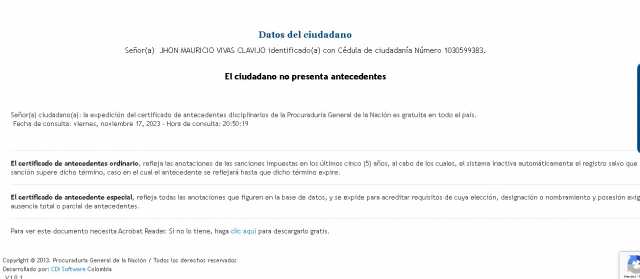 Datos del ciudadano
Señor(a) JHON MAURICIO VIVAS CLAVIJO identificado(a) con Cédula de ciudadanía Número 1030599383.
El ciudadano no presenta antecedentes
Señor(a) ciudadano(a): la expedición del certificado de antecedentes disciplinarios de la Procuraduría General de la Nación es gratuita en todo el país.
Fecha de consulta: viernes, noviembre 17, 2023 - Hora de consulta: 20:50:19
El certificado de antecedentes ordinario, refleja las anotaciones de las sanciones impuestas en los últimos cinco (5) años, al cabo de los cuales, el sistema inactiva automáticamente el registro salvo que
sanción supere dicho término, caso en el cual el antecedente se reflejará hasta que dicho término expire.
El certificado de antecedente especial, refleja todas las anotaciones que figuren en la base de datos, y se expide para acreditar requisitos de cuya elección, designación o nombramiento y posesión exig
ausencia total o parcial de antecedentes.
Para ver este documento necesita Acrobat Reader. Si no lo tiene, haga clic aquí para descargarlo gratis.
Copyright © 2013. Procuraduría General de la Nación / Todos los derechos reservados
Desarrollado por: CDI Software Colombia
V.1.0.1